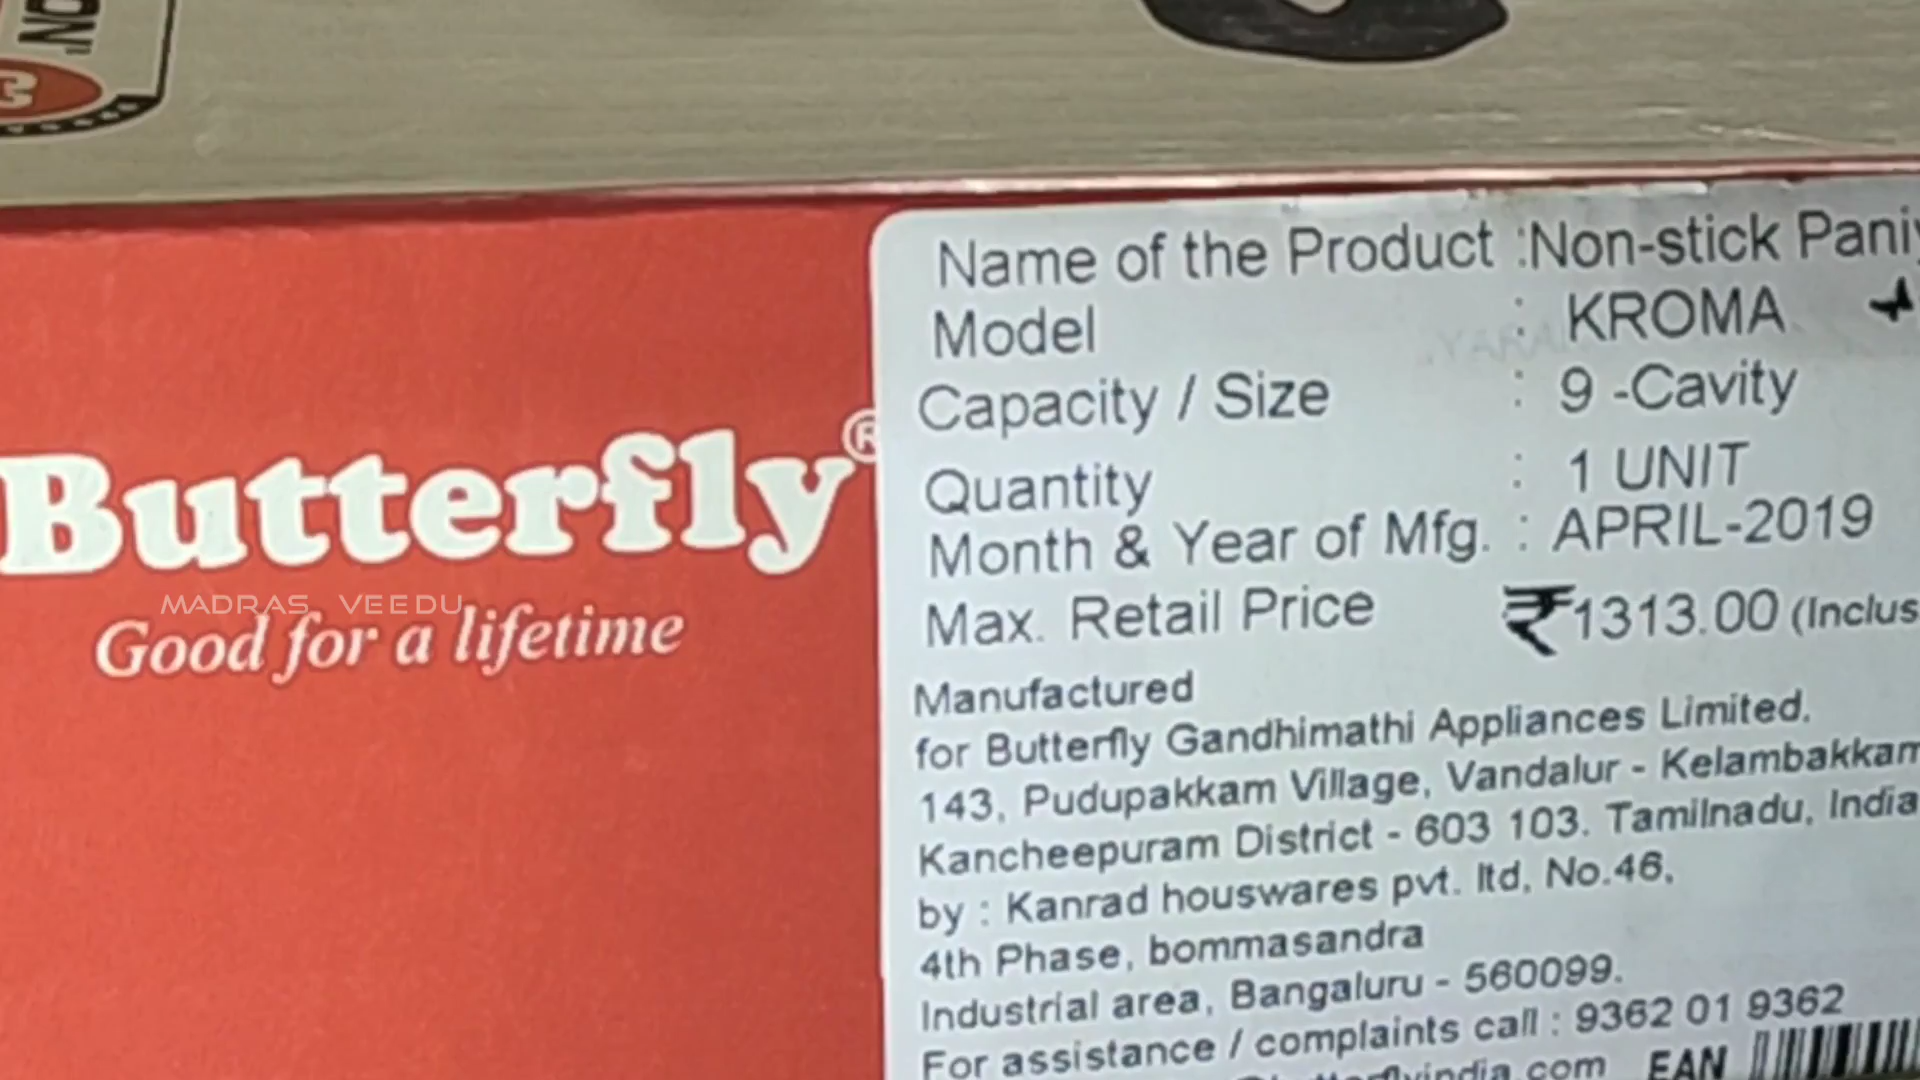 Butterfly®
MADRAS VEEDU
Good for a lifetime
Name of the Product :Non-stick
Model : KROMA
Capacity / Size : 9 -Cavity
Quantity : 1 UNIT
Month & Year of Mfg. : APRIL-2019
Max. Retail Price ₹1313.00
Manufactured
for Butterfly Gandhimathi Appliances Limited.
143, Pudupakkam Village, Vandalur - Kelambakkam
Kancheepuram District - 603 103. Tamilnadu, India
by : Kanrad houswares pvt. ltd, No.46,
4th Phase, bommasandra
Industrial area, Bangaluru - 560099.
For assistance / complaints call : 9362 01 9362
EAN